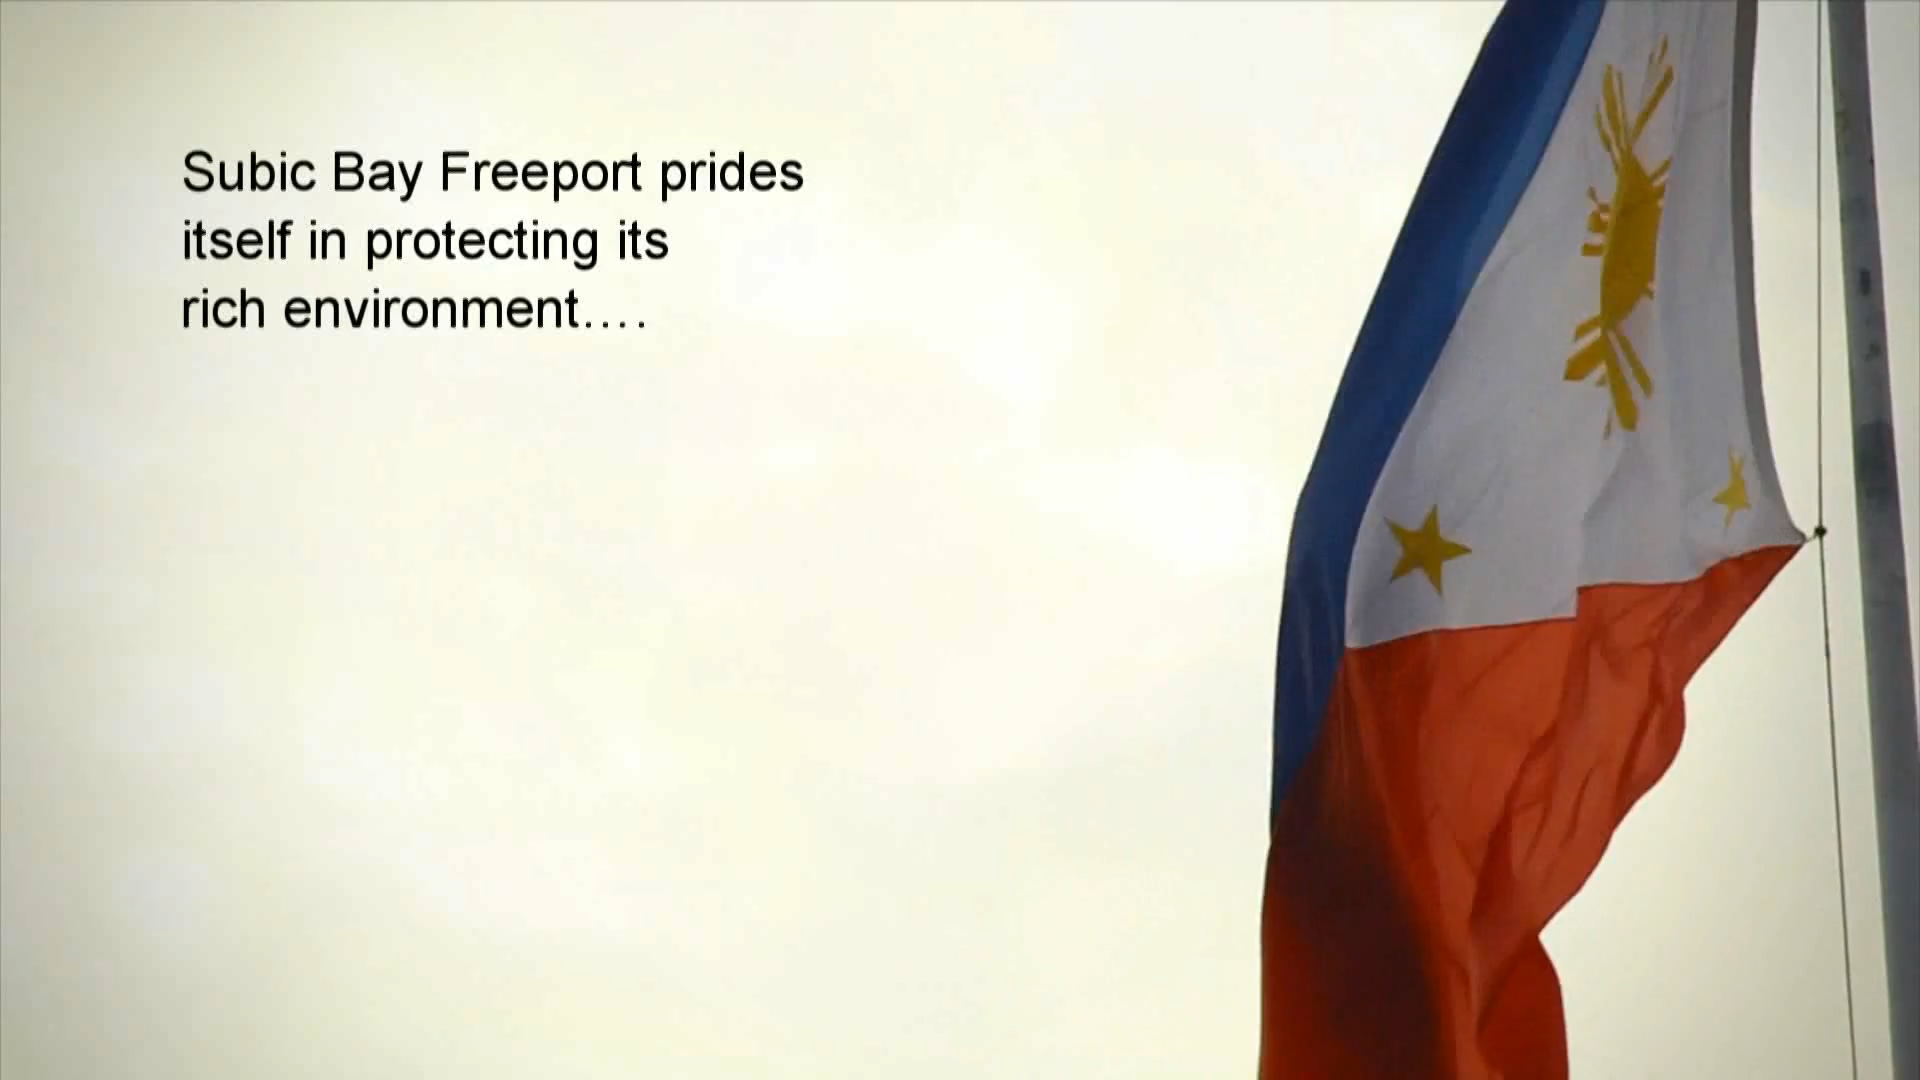 Subic Bay Freeport prides
itself in protecting its
rich environment….